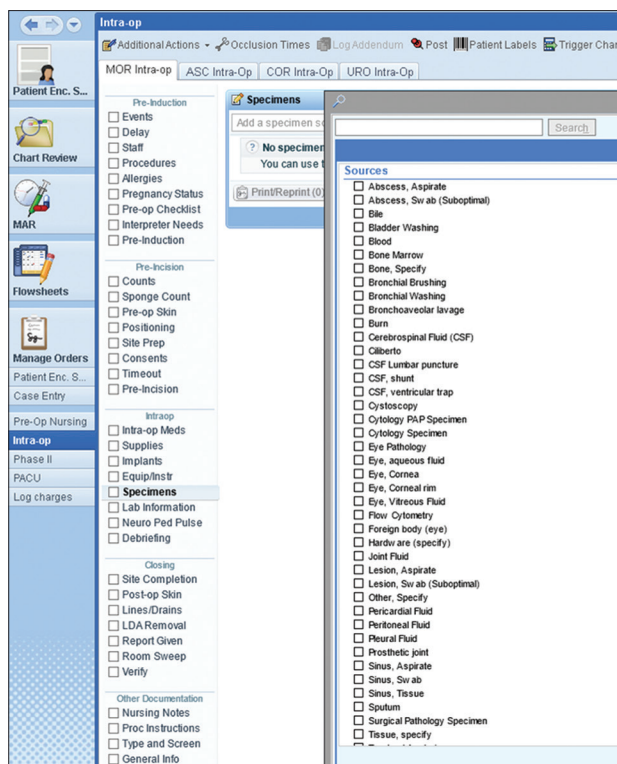 Intra-op
Additional Actions Occlusion Times Log Addendum Post Patient Labels Trigger Char
MOR Intra-op ASC Intra-Op COR Intra-Op URO Intra-Op
Patient Enc. S...
Chart Review
MAR
Flowsheets
Manage Orders
Patient Enc. S...
Case Entry
Pre-Op Nursing
Intra-op
Phase II
PACU
Log charges
Pre-Induction
Events
Delay
Staff
Procedures
Allergies
Pregnancy Status
Pre-op Checklist
Interpreter Needs
Pre-Induction
Pre-Incision
Counts
Sponge Count
Pre-op Skin
Positioning
Site Prep
Consents
Timeout
Pre-Incision
Intraop
Intra-op Meds
Supplies
Implants
Equip/Instr
Specimens
Lab Information
Neuro Ped Pulse
Debriefing
Closing
Site Completion
Post-op Skin
Lines/Drains
LDA Removal
Report Given
Room Sweep
Verify
Other Documentation
Nursing Notes
Proc Instructions
Type and Screen
General Info
Specimens
Add a specimen so
? No specimen
You can use t
Print/Reprint (0)
Search
Sources
Abscess, Aspirate
Abscess, Swab (Suboptimal)
Bile
Bladder Washing
Blood
Bone Marrow
Bone, Specify
Bronchial Brushing
Bronchial Washing
Bronchoaveolar lavage
Burn
Cerebrospinal Fluid (CSF)
Ciliberto
CSF Lumbar puncture
CSF, shunt
CSF, ventricular trap
Cystoscopy
Cytology PAP Specimen
Cytology Specimen
Eye Pathology
Eye, aqueous fluid
Eye, Cornea
Eye, Corneal rim
Eye, Vitreous Fluid
Flow Cytometry
Foreign body (eye)
Hardware (specify)
Joint Fluid
Lesion, Aspirate
Lesion, Swab (Suboptimal)
Other, Specify
Pericardial Fluid
Peritoneal Fluid
Pleural Fluid
Prosthetic joint
Sinus, Aspirate
Sinus, Swab
Sinus, Tissue
Sputum
Surgical Pathology Specimen
Tissue, specify